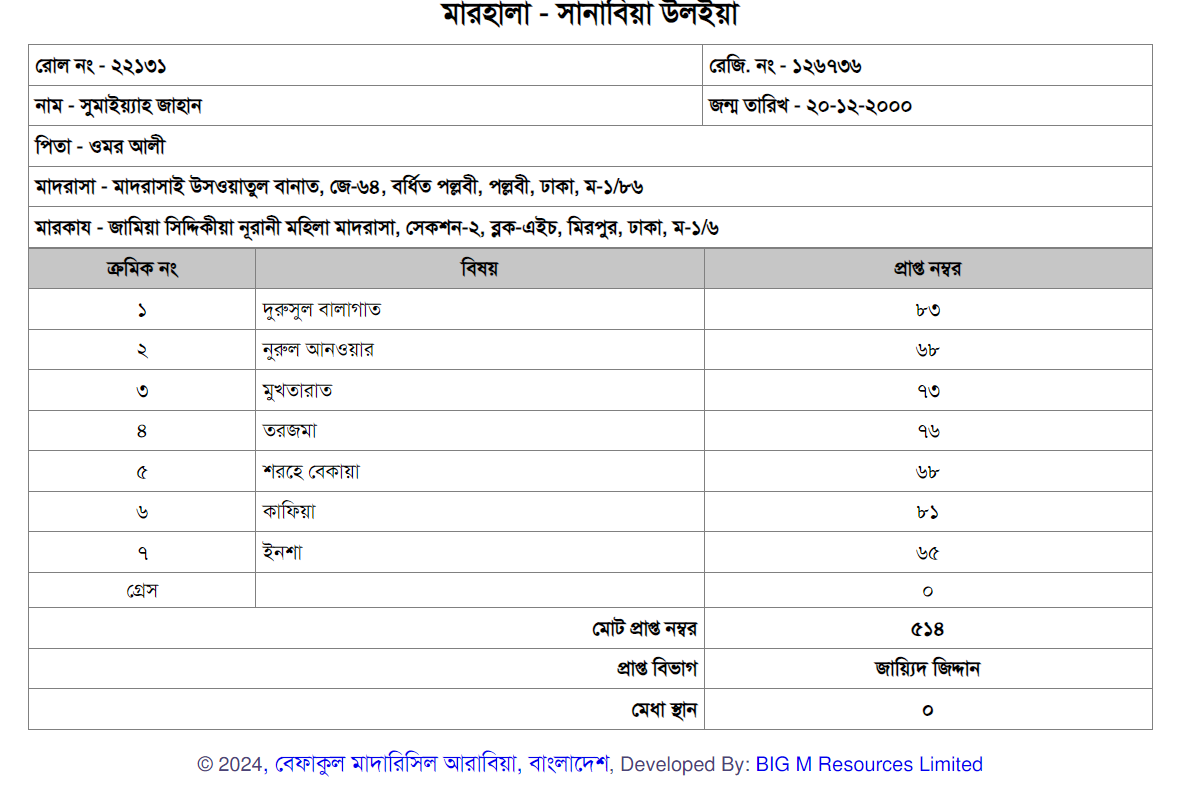 মারহালা - সানাবিয়া উলইয়া
রোল নং - ২২১৩১ রেজি. নং - ১২৬৭৩৬
নাম - সুমাইয়্যাহ জাহান জন্ম তারিখ - ২০-১২-২০০০
পিতা - ওমর আলী
মাদরাসা - মাদরাসাই উসওয়াতুল বানাত, জে-৬৪, বর্ধিত পল্লবী, পল্লবী, ঢাকা, ম-১/৮৬
মারকায - জামিয়া সিদ্দিকীয়া নূরানী মহিলা মাদরাসা, সেকশন-২, ব্লক-এইচ, মিরপুর, ঢাকা, ম-১/৬
ক্রমিক নং বিষয় প্রাপ্ত নম্বর
১ দুরুসুল বালাগাত ৮৩
২ নুরুল আনওয়ার ৬৮
৩ মুখতারাত ৭৩
৪ তরজমা ৭৬
৫ শরহে বেকায়া ৬৮
৬ কাফিয়া ৮১
৭ ইনশা ৬৫
গ্রেস ০
মোট প্রাপ্ত নম্বর ৫১৪
প্রাপ্ত বিভাগ জায়্যিদ জিদ্দান
মেধা স্থান ০
© 2024, বেফাকুল মাদারিসিল আরাবিয়া, বাংলাদেশ, Developed By: BIG M Resources Limited